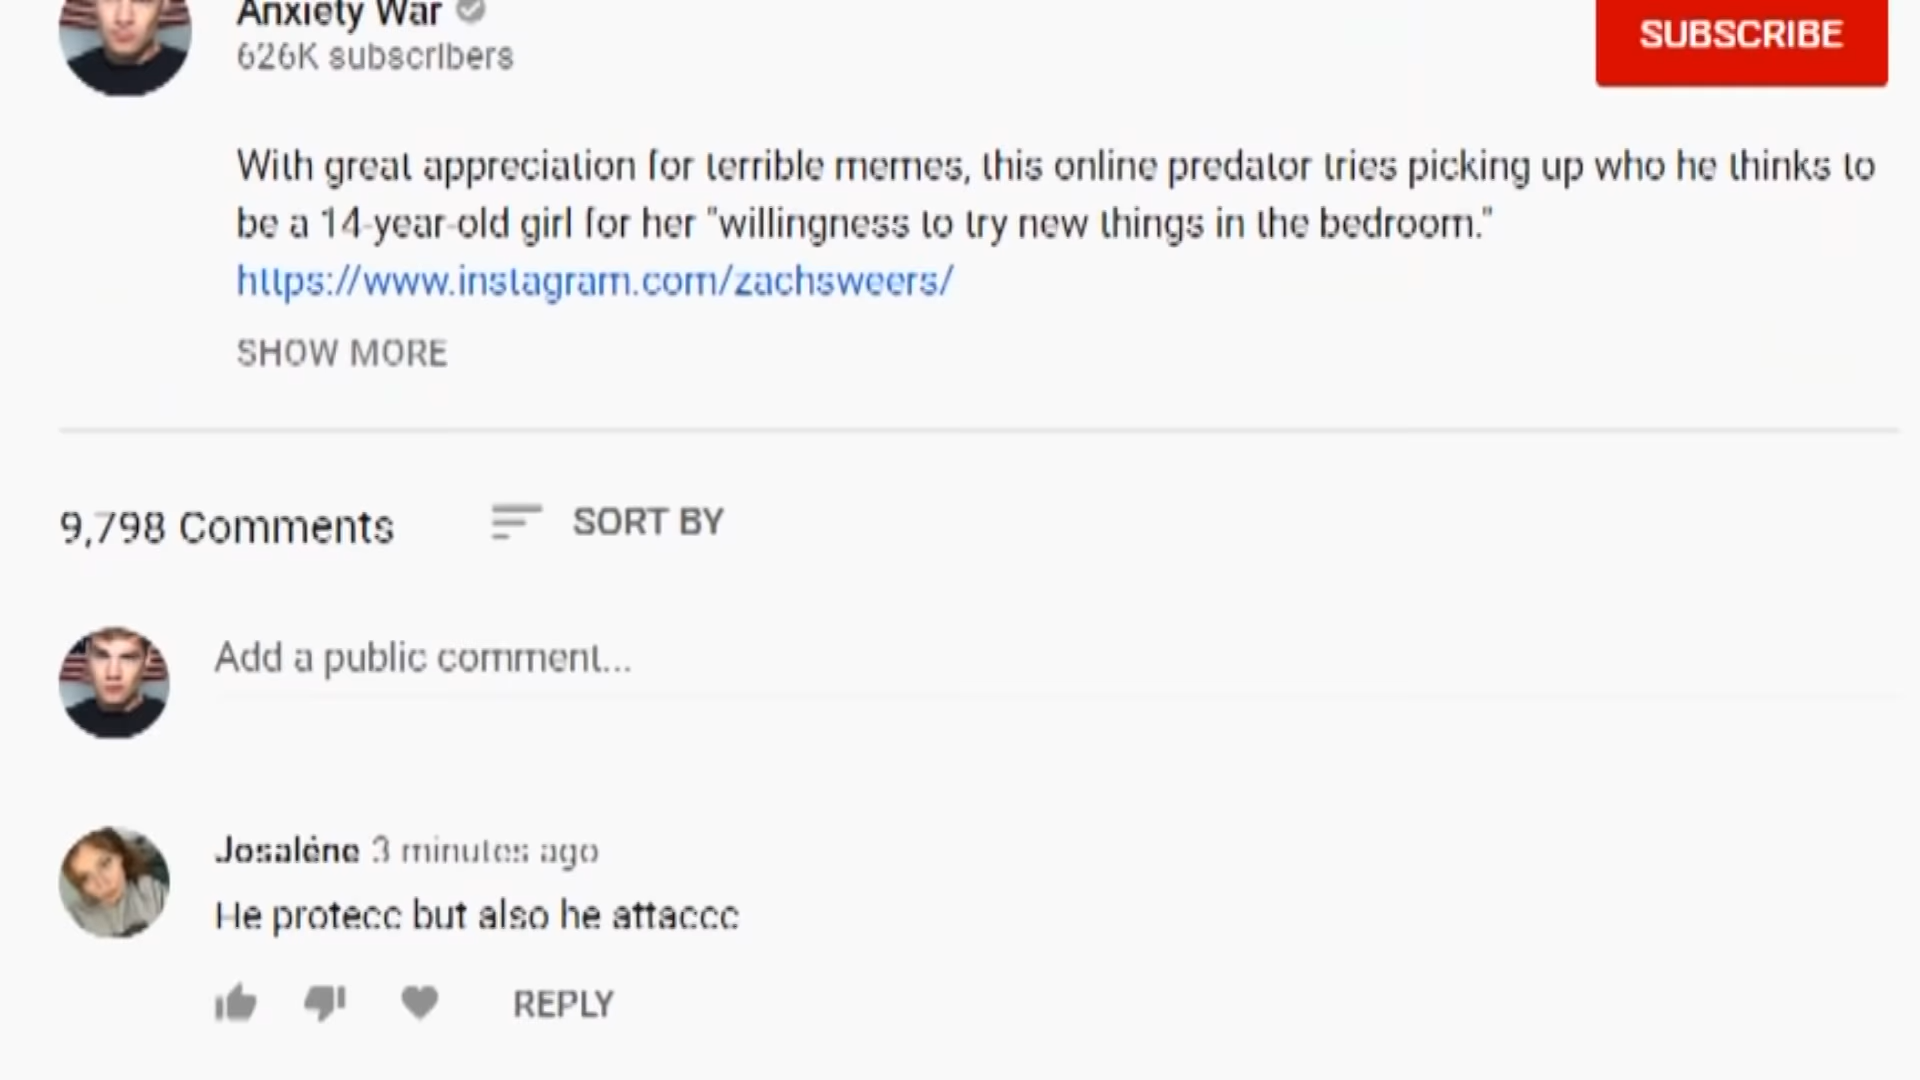 Anxiety War
626K subscribers
SUBSCRIBE
With great appreciation for terrible memes, this online predator tries picking up who he thinks to
be a 14-year-old girl for her "willingness to try new things in the bedroom."
https://www.instagram.com/zachsweers/
SHOW MORE
9,798 Comments
SORT BY
Add a public comment...
Josaléne 3 minutes ago
He protecc but also he attaccc
REPLY